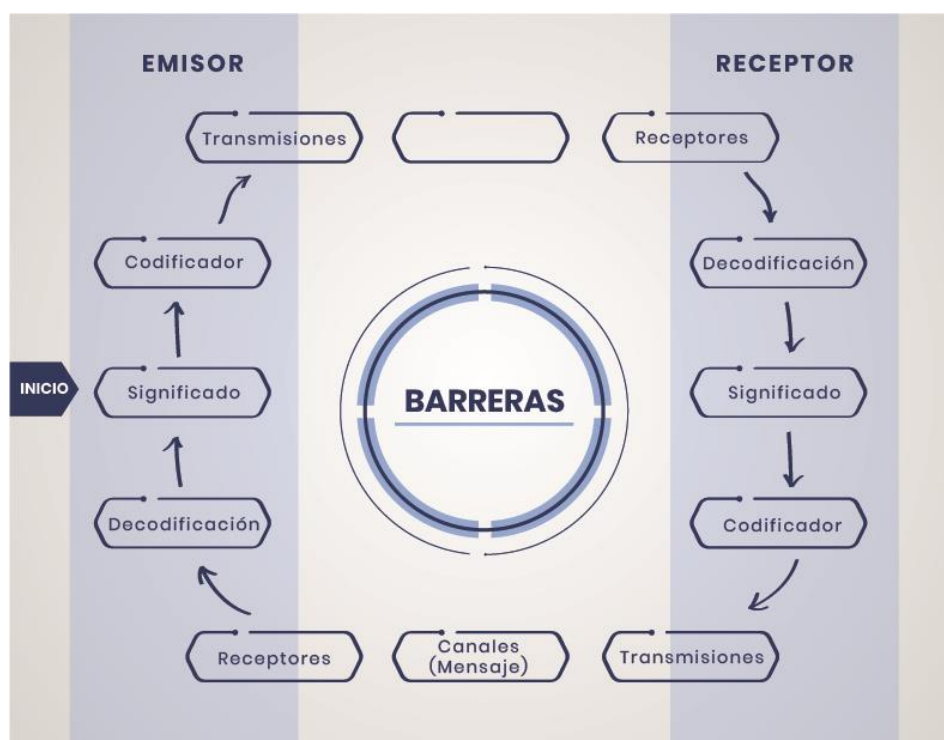 EMISOR
RECEPTOR
Transmisiones
Receptores
Codificador
Decodificación
INICIO
Significado
BARRERAS
Significado
Decodificación
Codificador
Receptores
Canales
(Mensaje)
Transmisiones